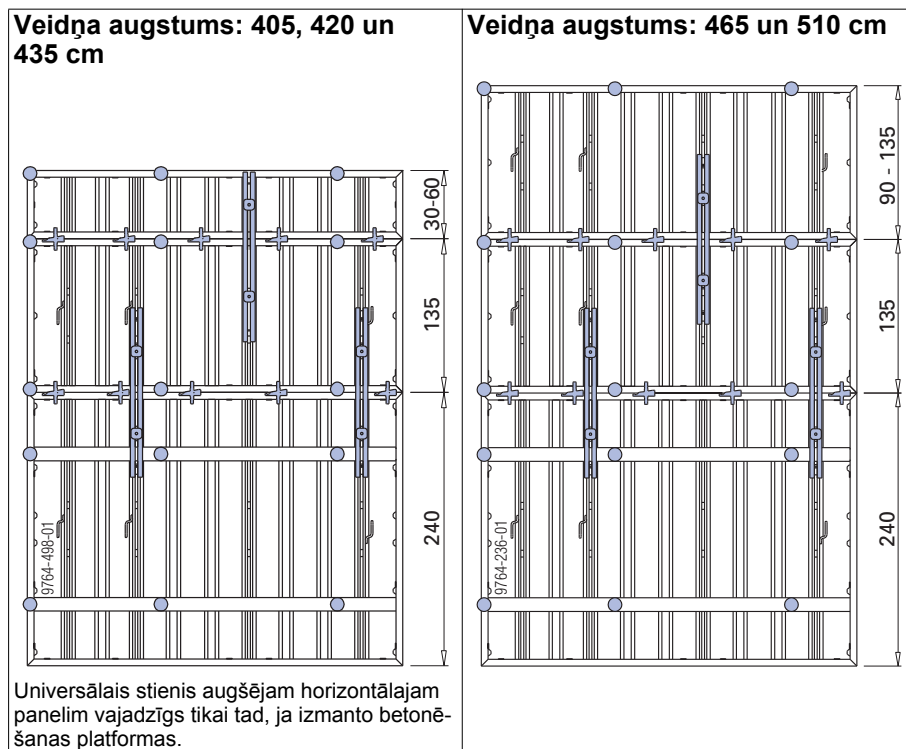 Veidņa augstums: 405, 420 un
435 cm
30-60
135
240
9764-498-01
Universālais stienis augšējam horizontālajam
panelim vajadzīgs tikai tad, ja izmanto betonē-
šanas platformas.
Veidņa augstums: 465 un 510 cm
90 - 135
135
240
9764-236-01